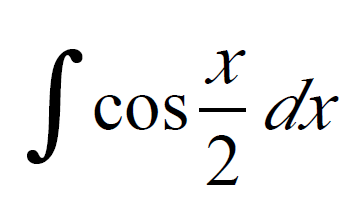 ∫ cos x/2 dx